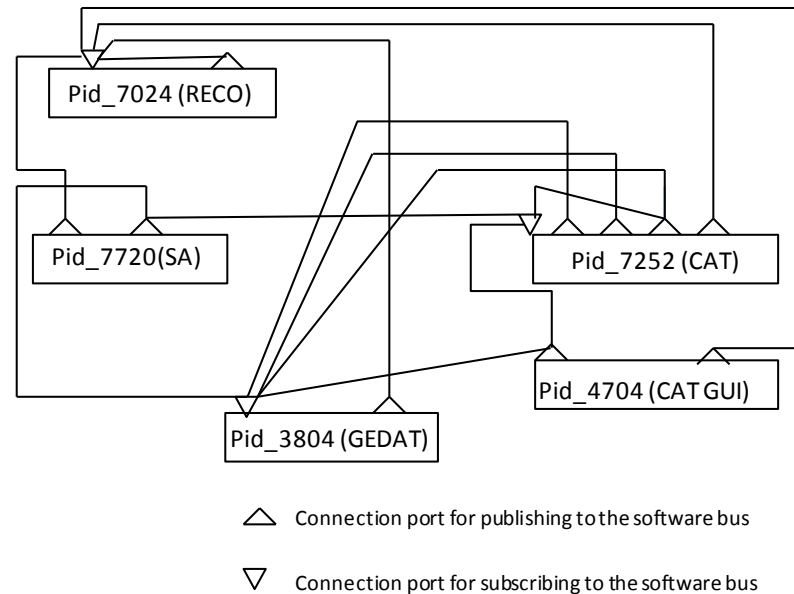 Pid_7024 (RECO)
Pid_7720(SA)
Pid_7252 (CAT)
Pid_4704 (CAT GUI)
Pid_3804 (GEDAT)
Connection port for publishing to the software bus
Connection port for subscribing to the software bus